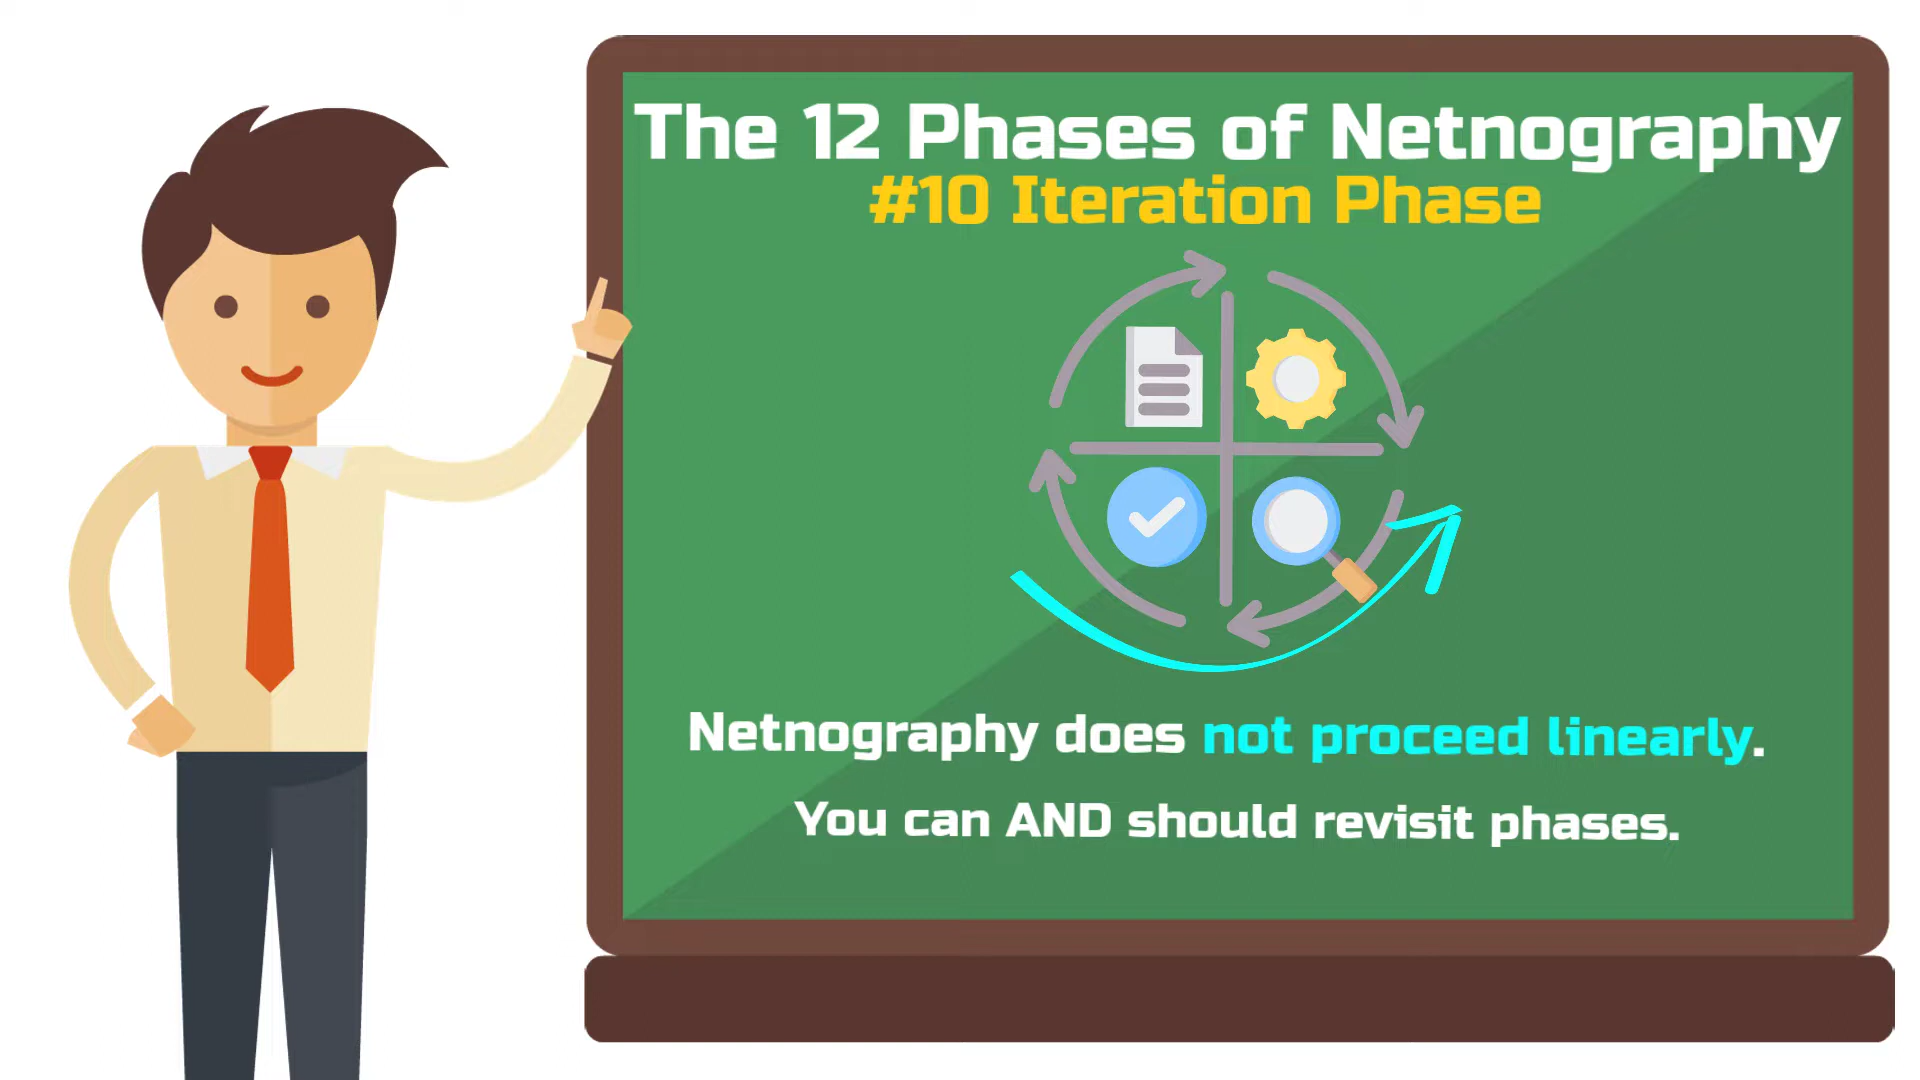 The 12 Phases of Netnography
#10 Iteration Phase
Netnography does not proceed linearly.
You can AND should revisit phases.